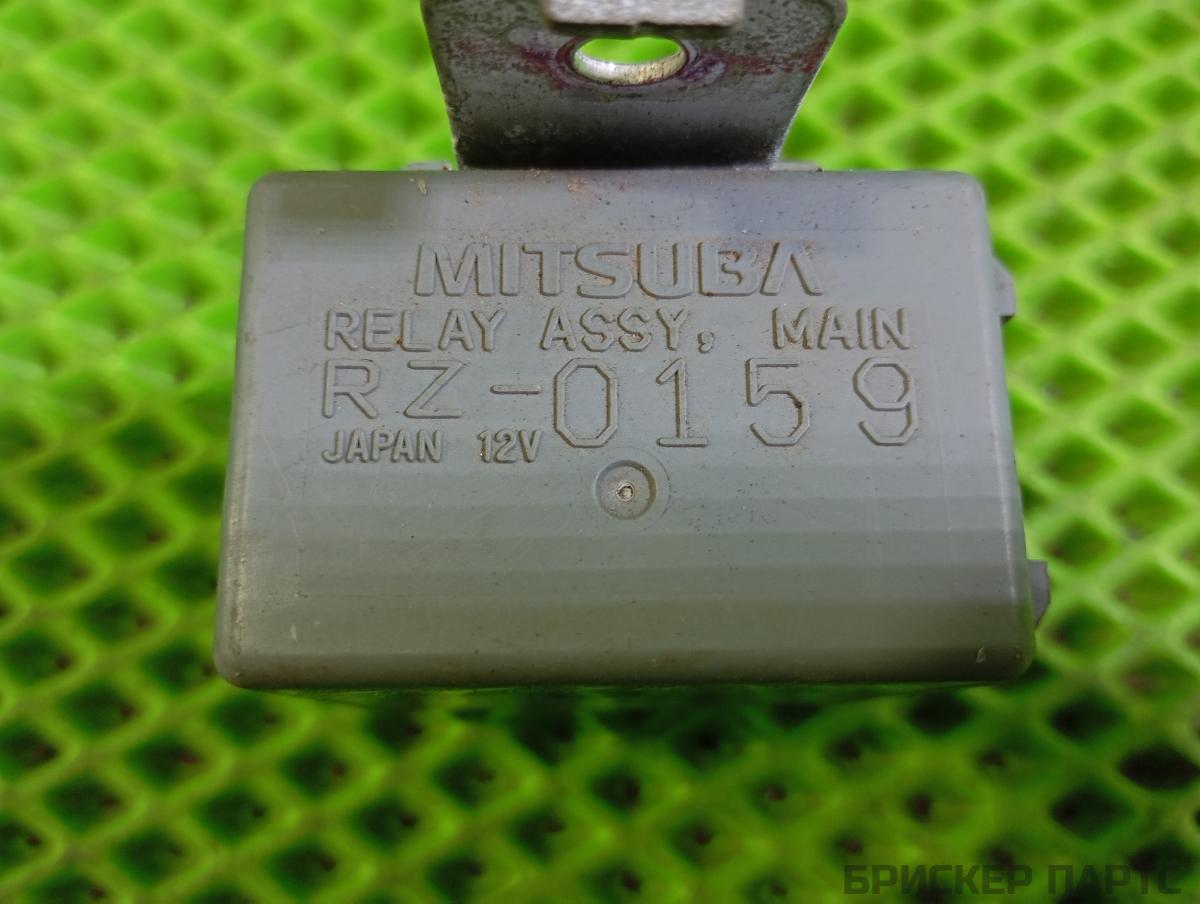 MITSUBA
RELAY ASSY, MAIN
RZ-0159
JAPAN 12V
БРИСКЕР ПАРТС